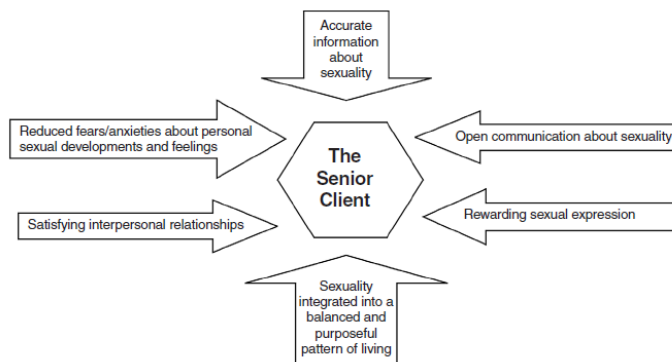 Accurate
information
about
sexuality
Reduced fears/anxieties about personal
sexual developments and feelings
Open communication about sexuality
The
Senior
Client
Satisfying interpersonal relationships
Rewarding sexual expression
Sexuality
integrated into a
balanced and
purposeful
pattern of living